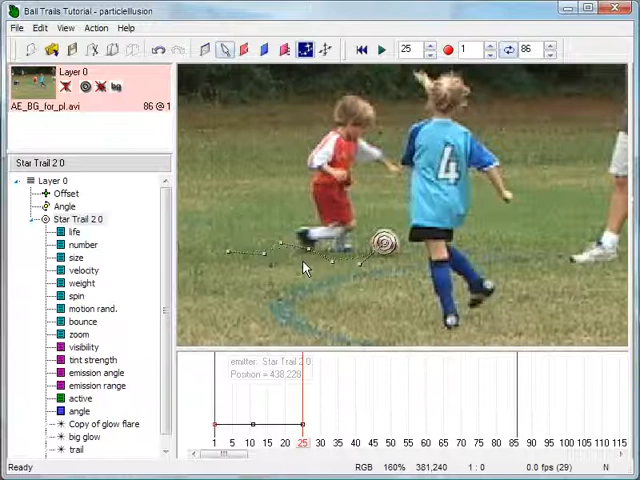 Ball Trails Tutorial - particleIllusion
File Edit View Action Help
25 1 86
Layer 0
bg
AE_BG_for_pl.avi 86 @ 1
Star Trail 2 0
Layer 0
Offset
Angle
Star Trail 2 0
life
number
size
velocity
weight
spin
motion rand.
bounce
zoom
visibility
tint strength
emission angle
emission range
active
angle
Copy of glow flare
big glow
trail
4
emitter: Star Trail 2 0
Position = 438,228
1 5 10 15 20 25 30 35 40 45 50 55 60 65 70 75 80 85 90 95 100 105 110 115
Ready RGB 160% 381,240 1 : 0 0.0 fps (29) N